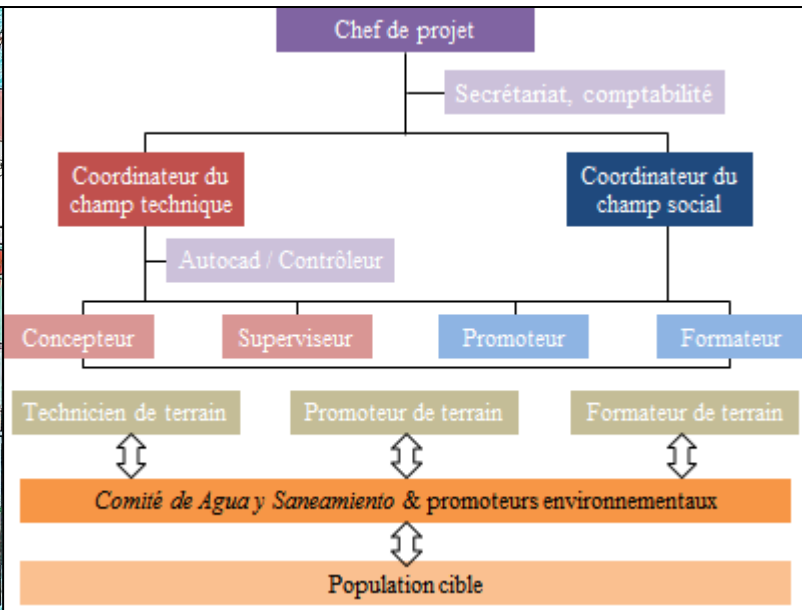 Chef de projet
Secrétariat, comptabilité
Coordinateur du
champ technique
Coordinateur du
champ social
Autocad / Contrôleur
Concepteur
Superviseur
Promoteur
Formateur
Technicien de terrain
Promoteur de terrain
Formateur de terrain
Comité de Agua y Saneamiento & promoteurs environnementaux
Population cible